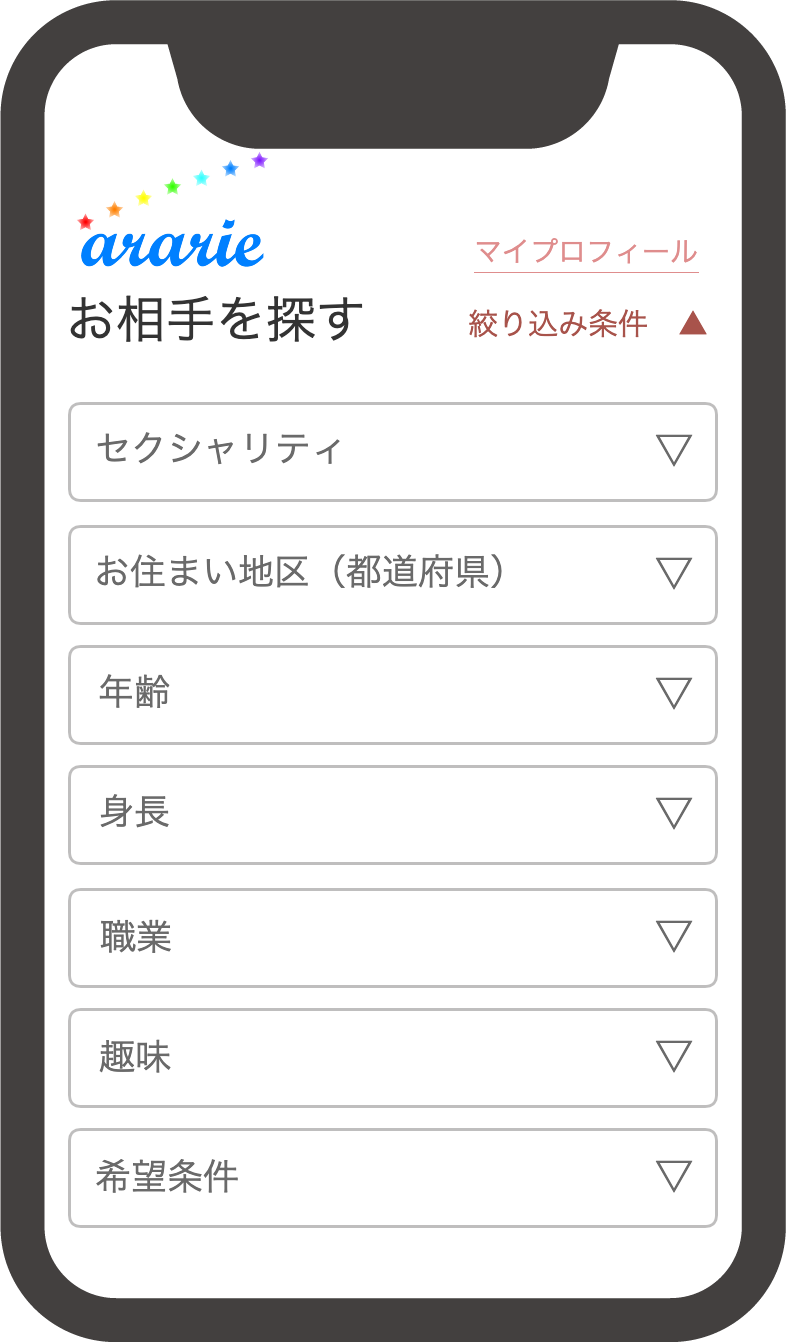 ararie
マイプロフィール
お相手を探す
絞り込み条件 ▲
セクシャリティ ▽
お住まい地区（都道府県） ▽
年齢 ▽
身長 ▽
職業 ▽
趣味 ▽
希望条件 ▽